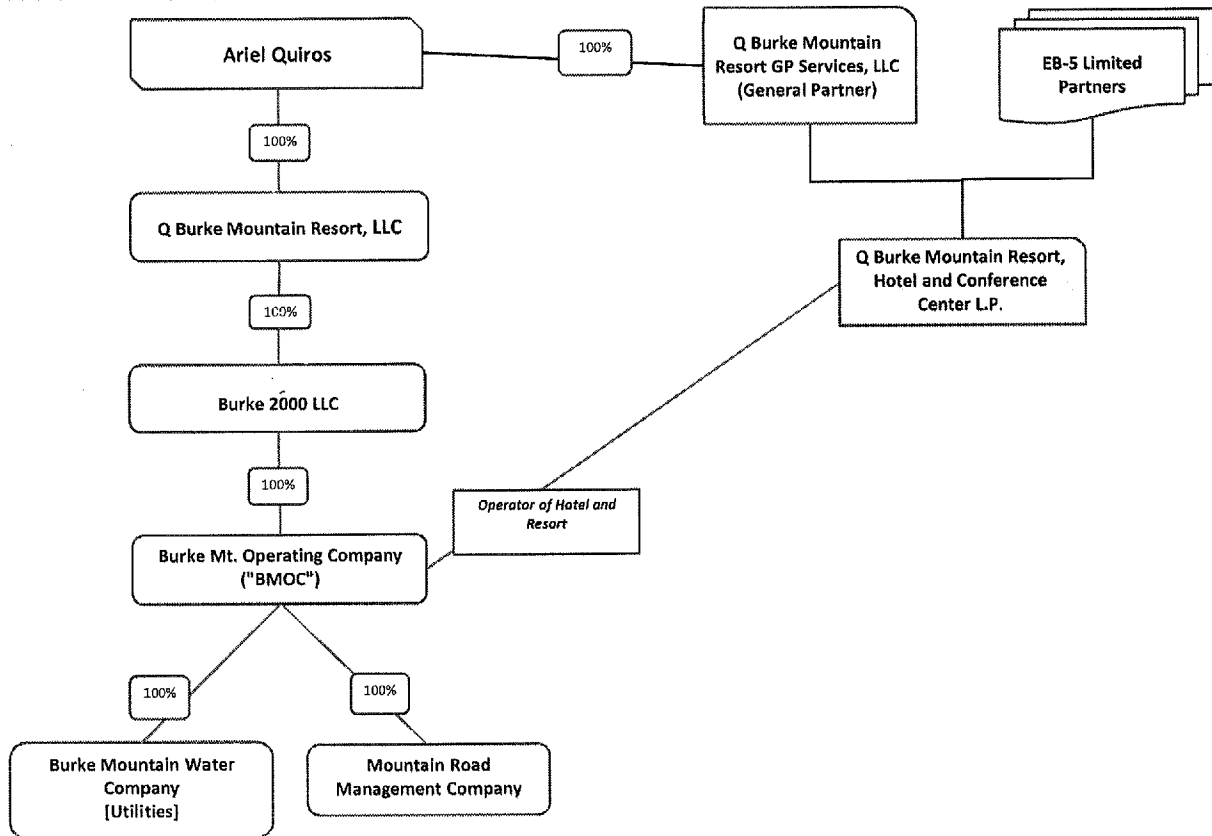 Ariel Quiros
100%
Q Burke Mountain
Resort GP Services, LLC
(General Partner)
EB-5 Limited
Partners
100%
Q Burke Mountain Resort, LLC
Q Burke Mountain Resort,
Hotel and Conference
Center L.P.
100%
Burke 2000 LLC
100%
Operator of Hotel and
Resort
Burke Mt. Operating Company
("BMOC")
100%
100%
Burke Mountain Water
Company
[Utilities]
Mountain Road
Management Company